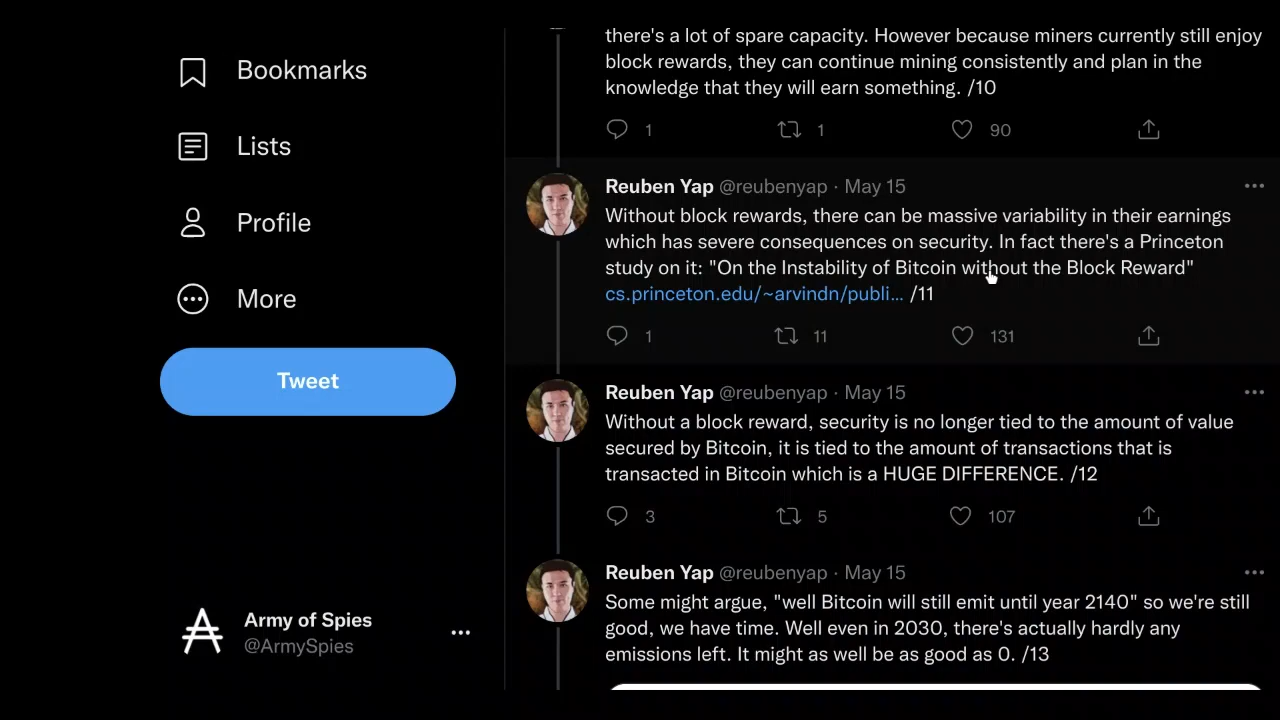 Bookmarks
Lists
Profile
More
Tweet
Army of Spies
@ArmySpies
there's a lot of spare capacity. However because miners currently still enjoy
block rewards, they can continue mining consistently and plan in the
knowledge that they will earn something. /10
1 1 90
Reuben Yap @reubenyap · May 15
Without block rewards, there can be massive variability in their earnings
which has severe consequences on security. In fact there's a Princeton
study on it: "On the Instability of Bitcoin without the Block Reward"
cs.princeton.edu/~arvindn/publi... /11
1 11 131
Reuben Yap @reubenyap · May 15
Without a block reward, security is no longer tied to the amount of value
secured by Bitcoin, it is tied to the amount of transactions that is
transacted in Bitcoin which is a HUGE DIFFERENCE. /12
3 5 107
Reuben Yap @reubenyap · May 15
Some might argue, "well Bitcoin will still emit until year 2140" so we're still
good, we have time. Well even in 2030, there's actually hardly any
emissions left. It might as well be as good as 0. /13